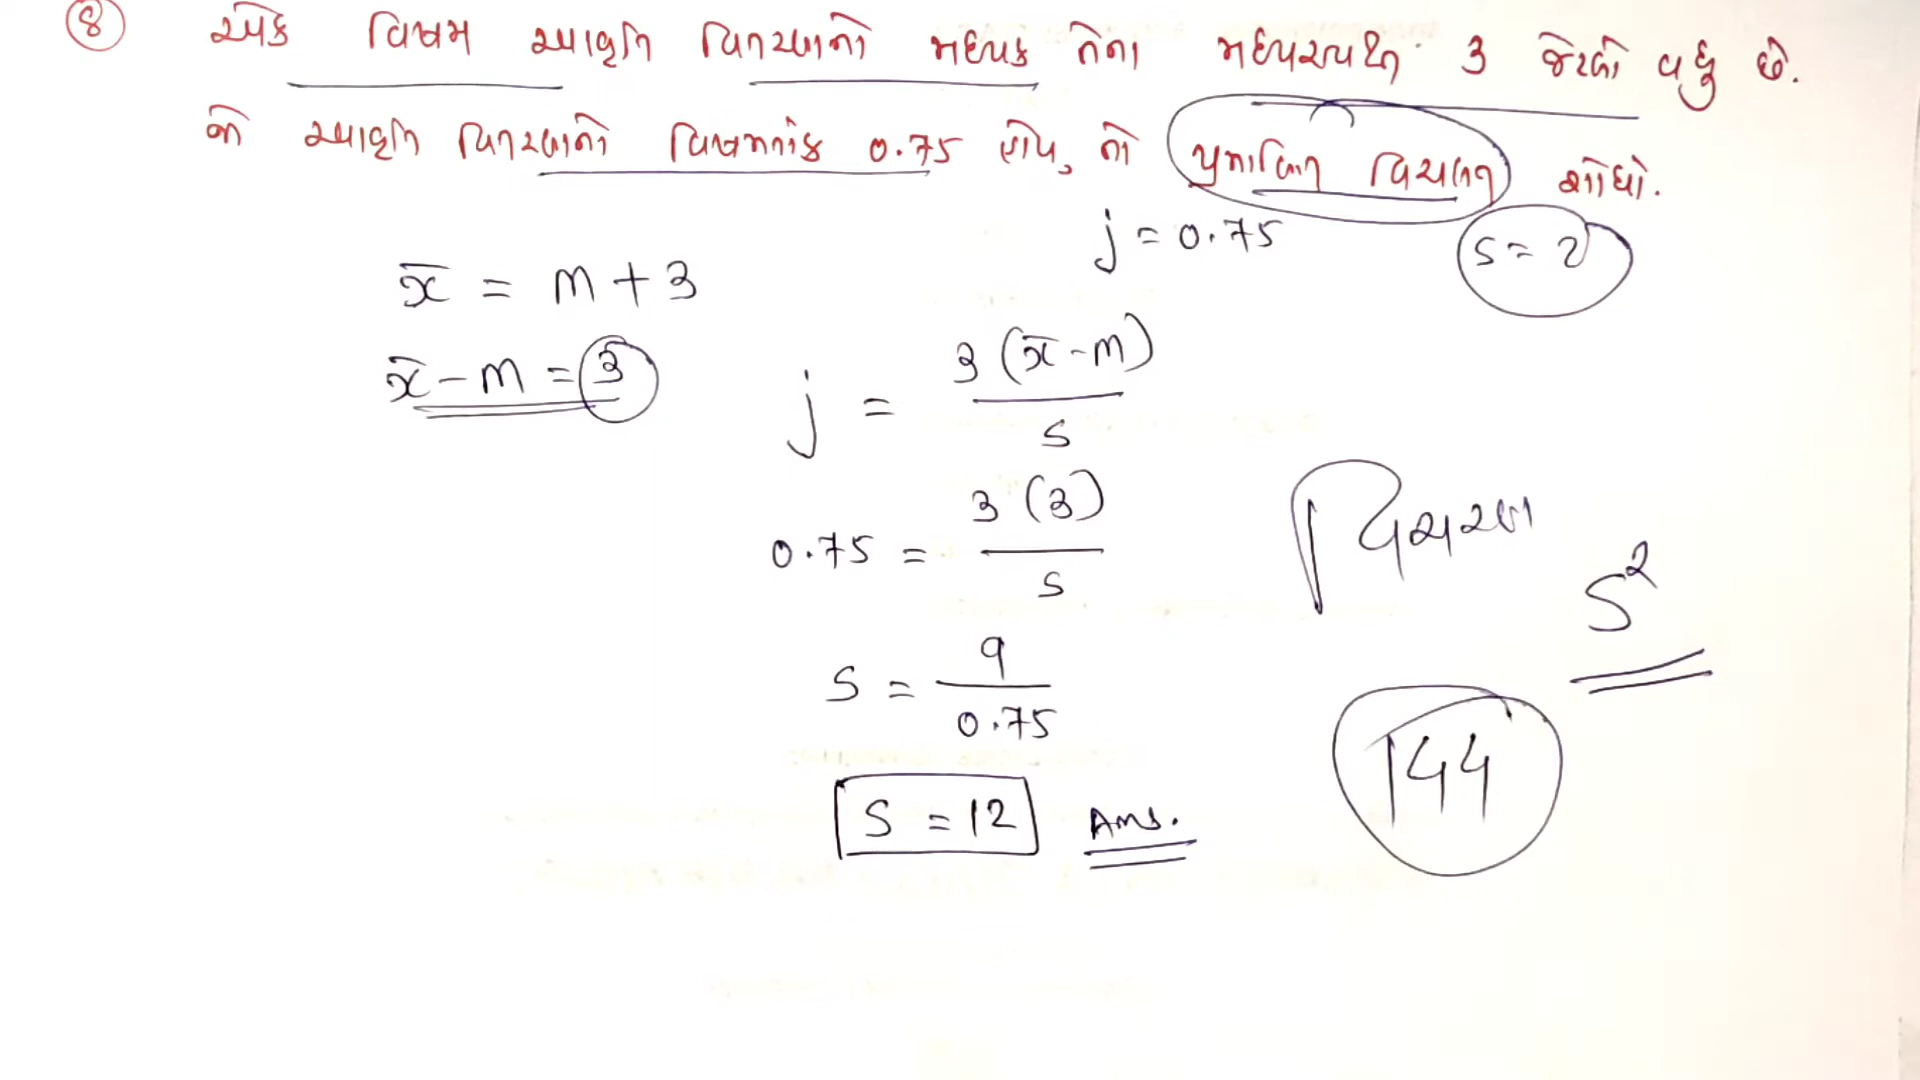 ⑧ એક વિષમ આવૃત્તિ વિતરણનો મધ્યક તેના મધ્યસ્થથી 3 જેટલો વધુ છે.
જો આવૃત્તિ વિતરણનો વિષમતાંક 0.75 હોય, તો પ્રમાણિત વિચલન શોધો.
j = 0.75
S = ?
x̄ = M + 3
x̄ - M = 3
j = 3 (x̄ - M) / S
0.75 = 3 (3) / S
વિચરણ
S²
S = 9 / 0.75
S = 12 Ans.
144